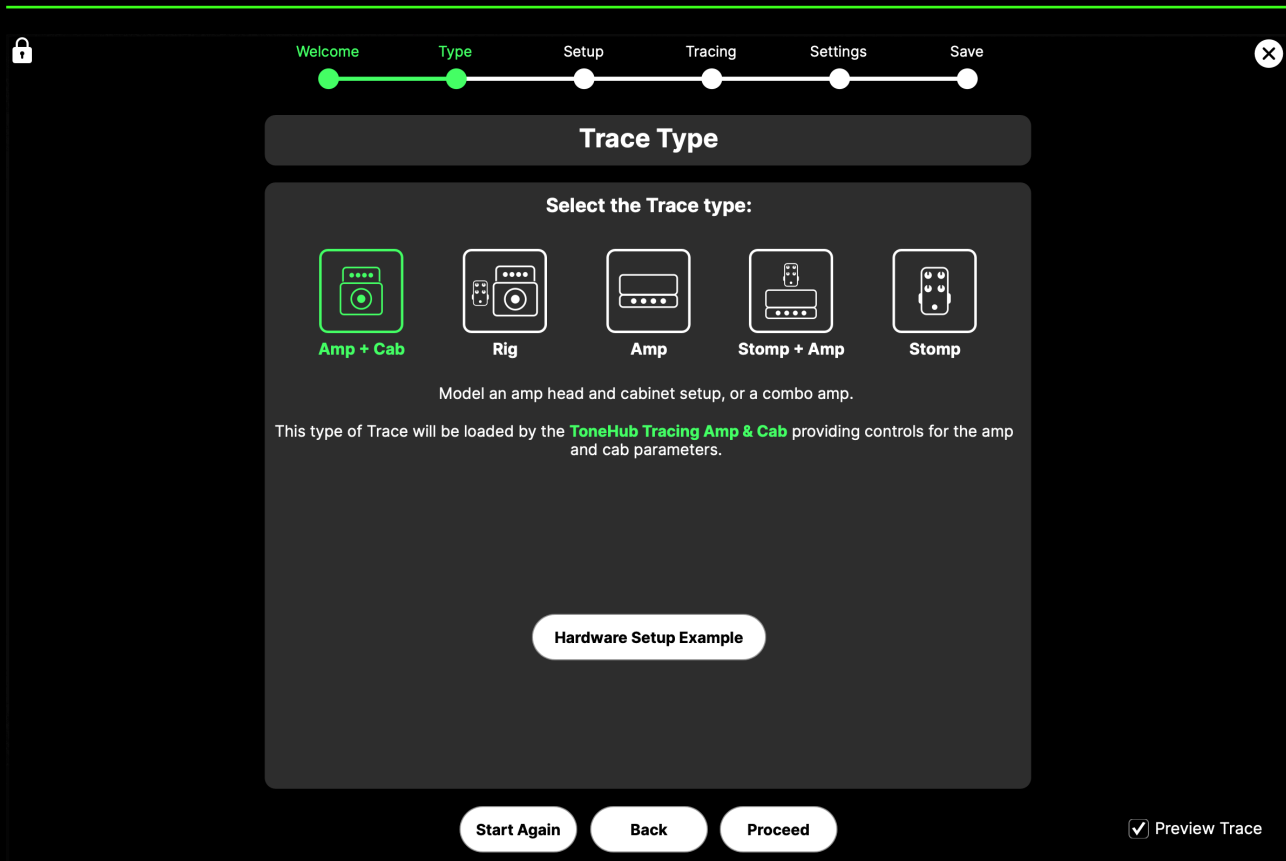 Welcome Type Setup Tracing Settings Save
Trace Type
Select the Trace type:
Amp + Cab Rig Amp Stomp + Amp Stomp
Model an amp head and cabinet setup, or a combo amp.
This type of Trace will be loaded by the ToneHub Tracing Amp & Cab providing controls for the amp
and cab parameters.
Hardware Setup Example
Start Again Back Proceed
Preview Trace